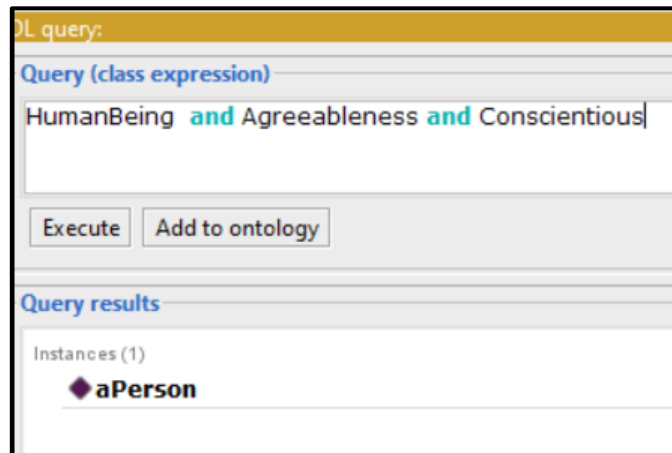 DL query:
Query (class expression)
HumanBeing and Agreeableness and Conscientious
Execute Add to ontology
Query results
Instances (1)
aPerson